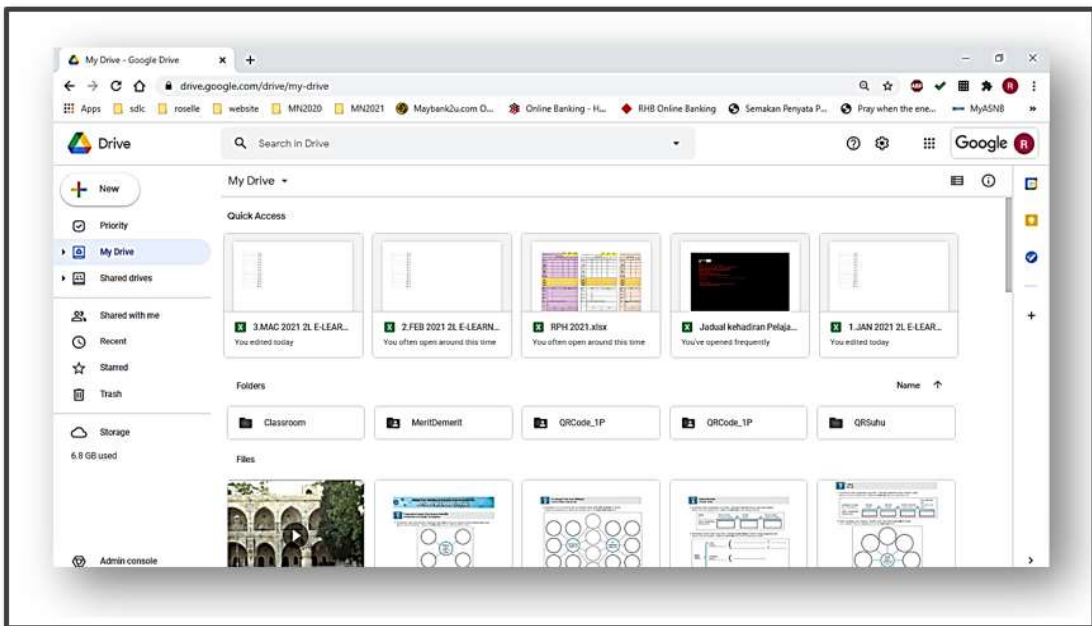 My Drive - Google Drive
drive.google.com/drive/my-drive
R
Apps sdlc roselle website MN2020 MN2021 Maybank2u.com O... Online Banking - H... RHB Online Banking Semakan Penyata P... Pray when the ene... MyASNB
Drive
Search in Drive
Google R
New
My Drive
Priority
My Drive
Shared drives
Shared with me
Recent
Starred
Trash
Storage
6.8 GB used
Admin console
Quick Access
3.MAC 2021 2L E-LEAR...
You edited today
2.FEB 2021 2L E-LEARN...
You often open around this time
RPH 2021.xlsx
You often open around this time
Jadual kehadiran Pelaja...
You've opened frequently
1.JAN 2021 2L E-LEAR...
You edited today
Folders
Name
Classroom
MeritDemerit
QRCode_1P
QRCode_1P
QRSuhu
Files